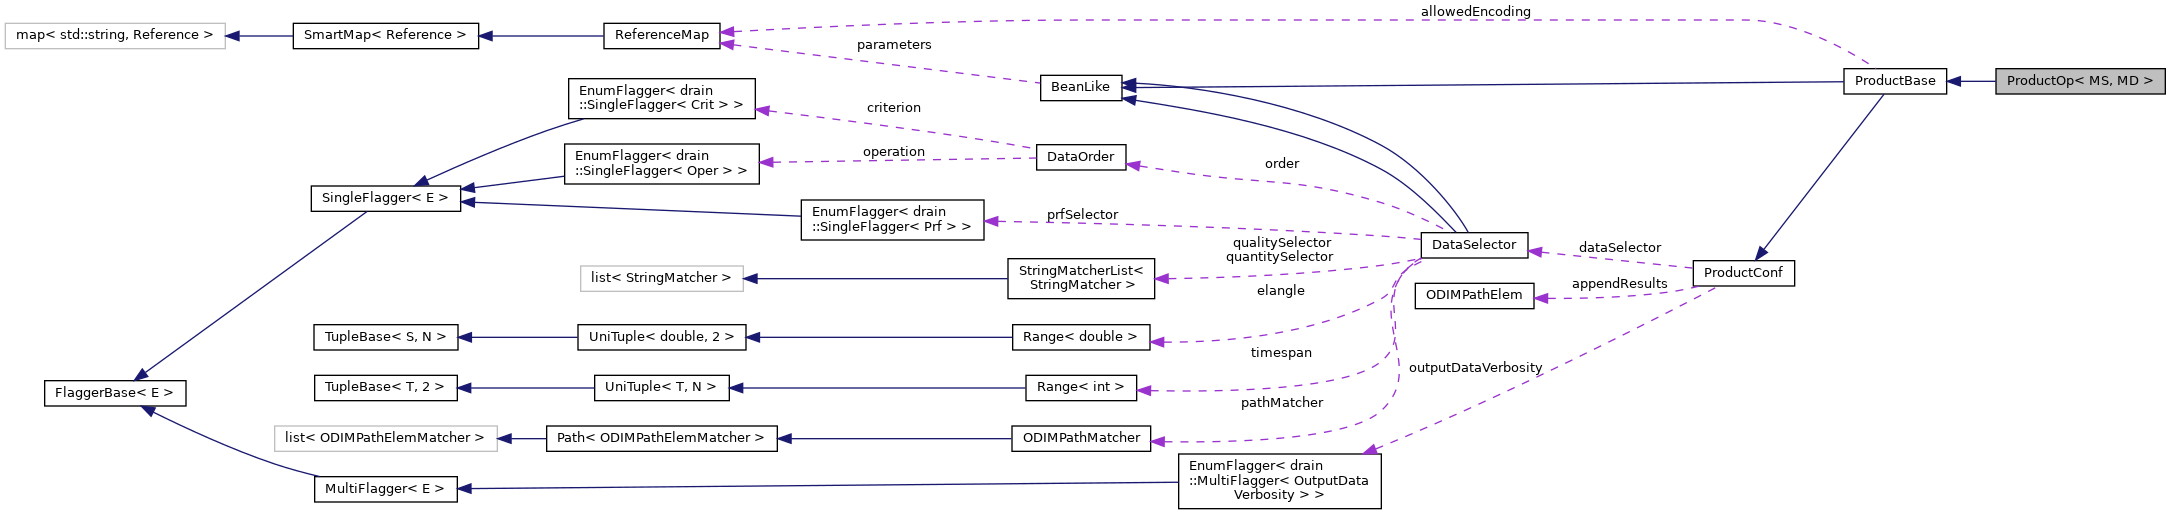 allowedEncoding
map< std::string, Reference >
SmartMap< Reference >
ReferenceMap
parameters
ProductBase
ProductOp< MS, MD >
BeanLike
EnumFlagger< drain
::SingleFlagger< Crit > >
criterion
operation
DataOrder
order
EnumFlagger< drain
::SingleFlagger< Oper > >
SingleFlagger< E >
EnumFlagger< drain
::SingleFlagger< Prf > >
prfSelector
qualitySelector
quantitySelector
DataSelector
dataSelector
ProductConf
list< StringMatcher >
StringMatcherList<
StringMatcher >
elangle
ODIMPathElem
appendResults
TupleBase< S, N >
UniTuple< double, 2 >
Range< double >
timespan
outputDataVerbosity
FlaggerBase< E >
TupleBase< T, 2 >
UniTuple< T, N >
Range< int >
pathMatcher
list< ODIMPathElemMatcher >
Path< ODIMPathElemMatcher >
ODIMPathMatcher
MultiFlagger< E >
EnumFlagger< drain
::MultiFlagger< OutputData
Verbosity > >